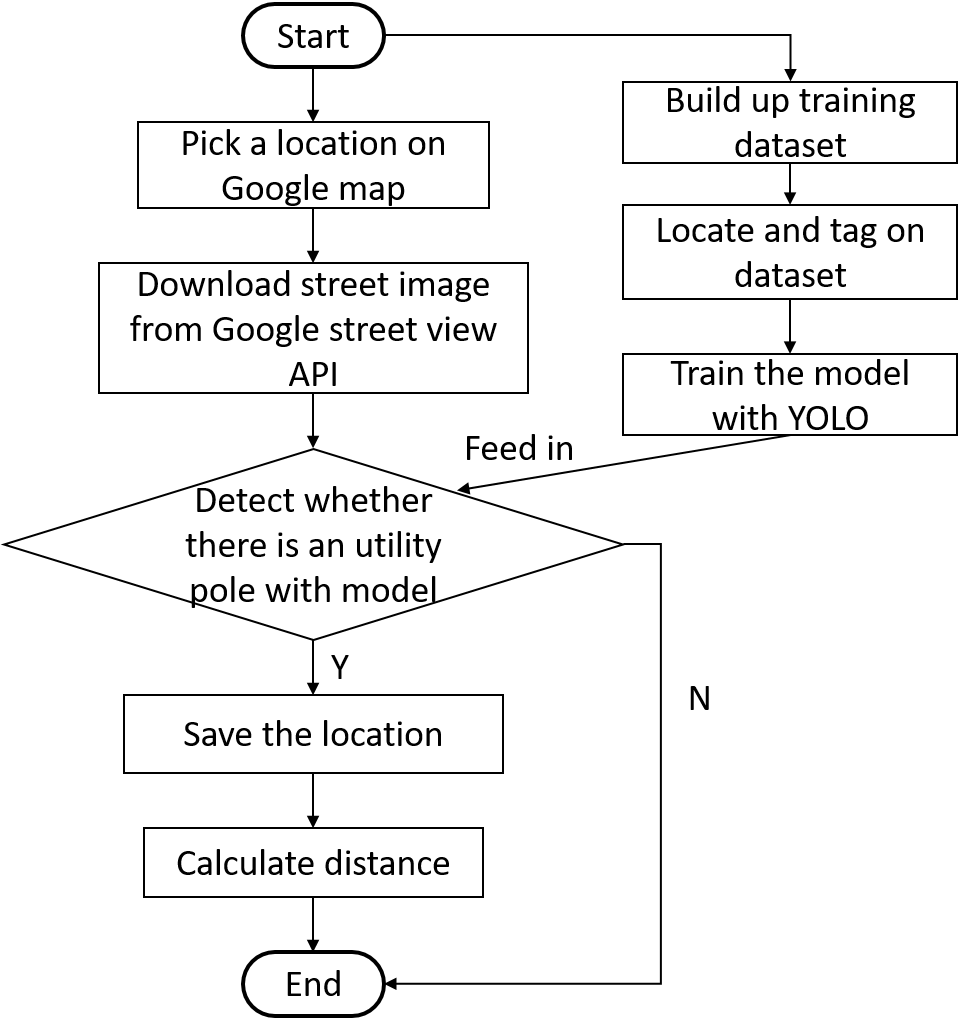 Start
Build up training
dataset
Pick a location on
Google map
Locate and tag on
dataset
Download street image
from Google street view
API
Train the model
with YOLO
Feed in
Detect whether
there is an utility
pole with model
Y
N
Save the location
Calculate distance
End